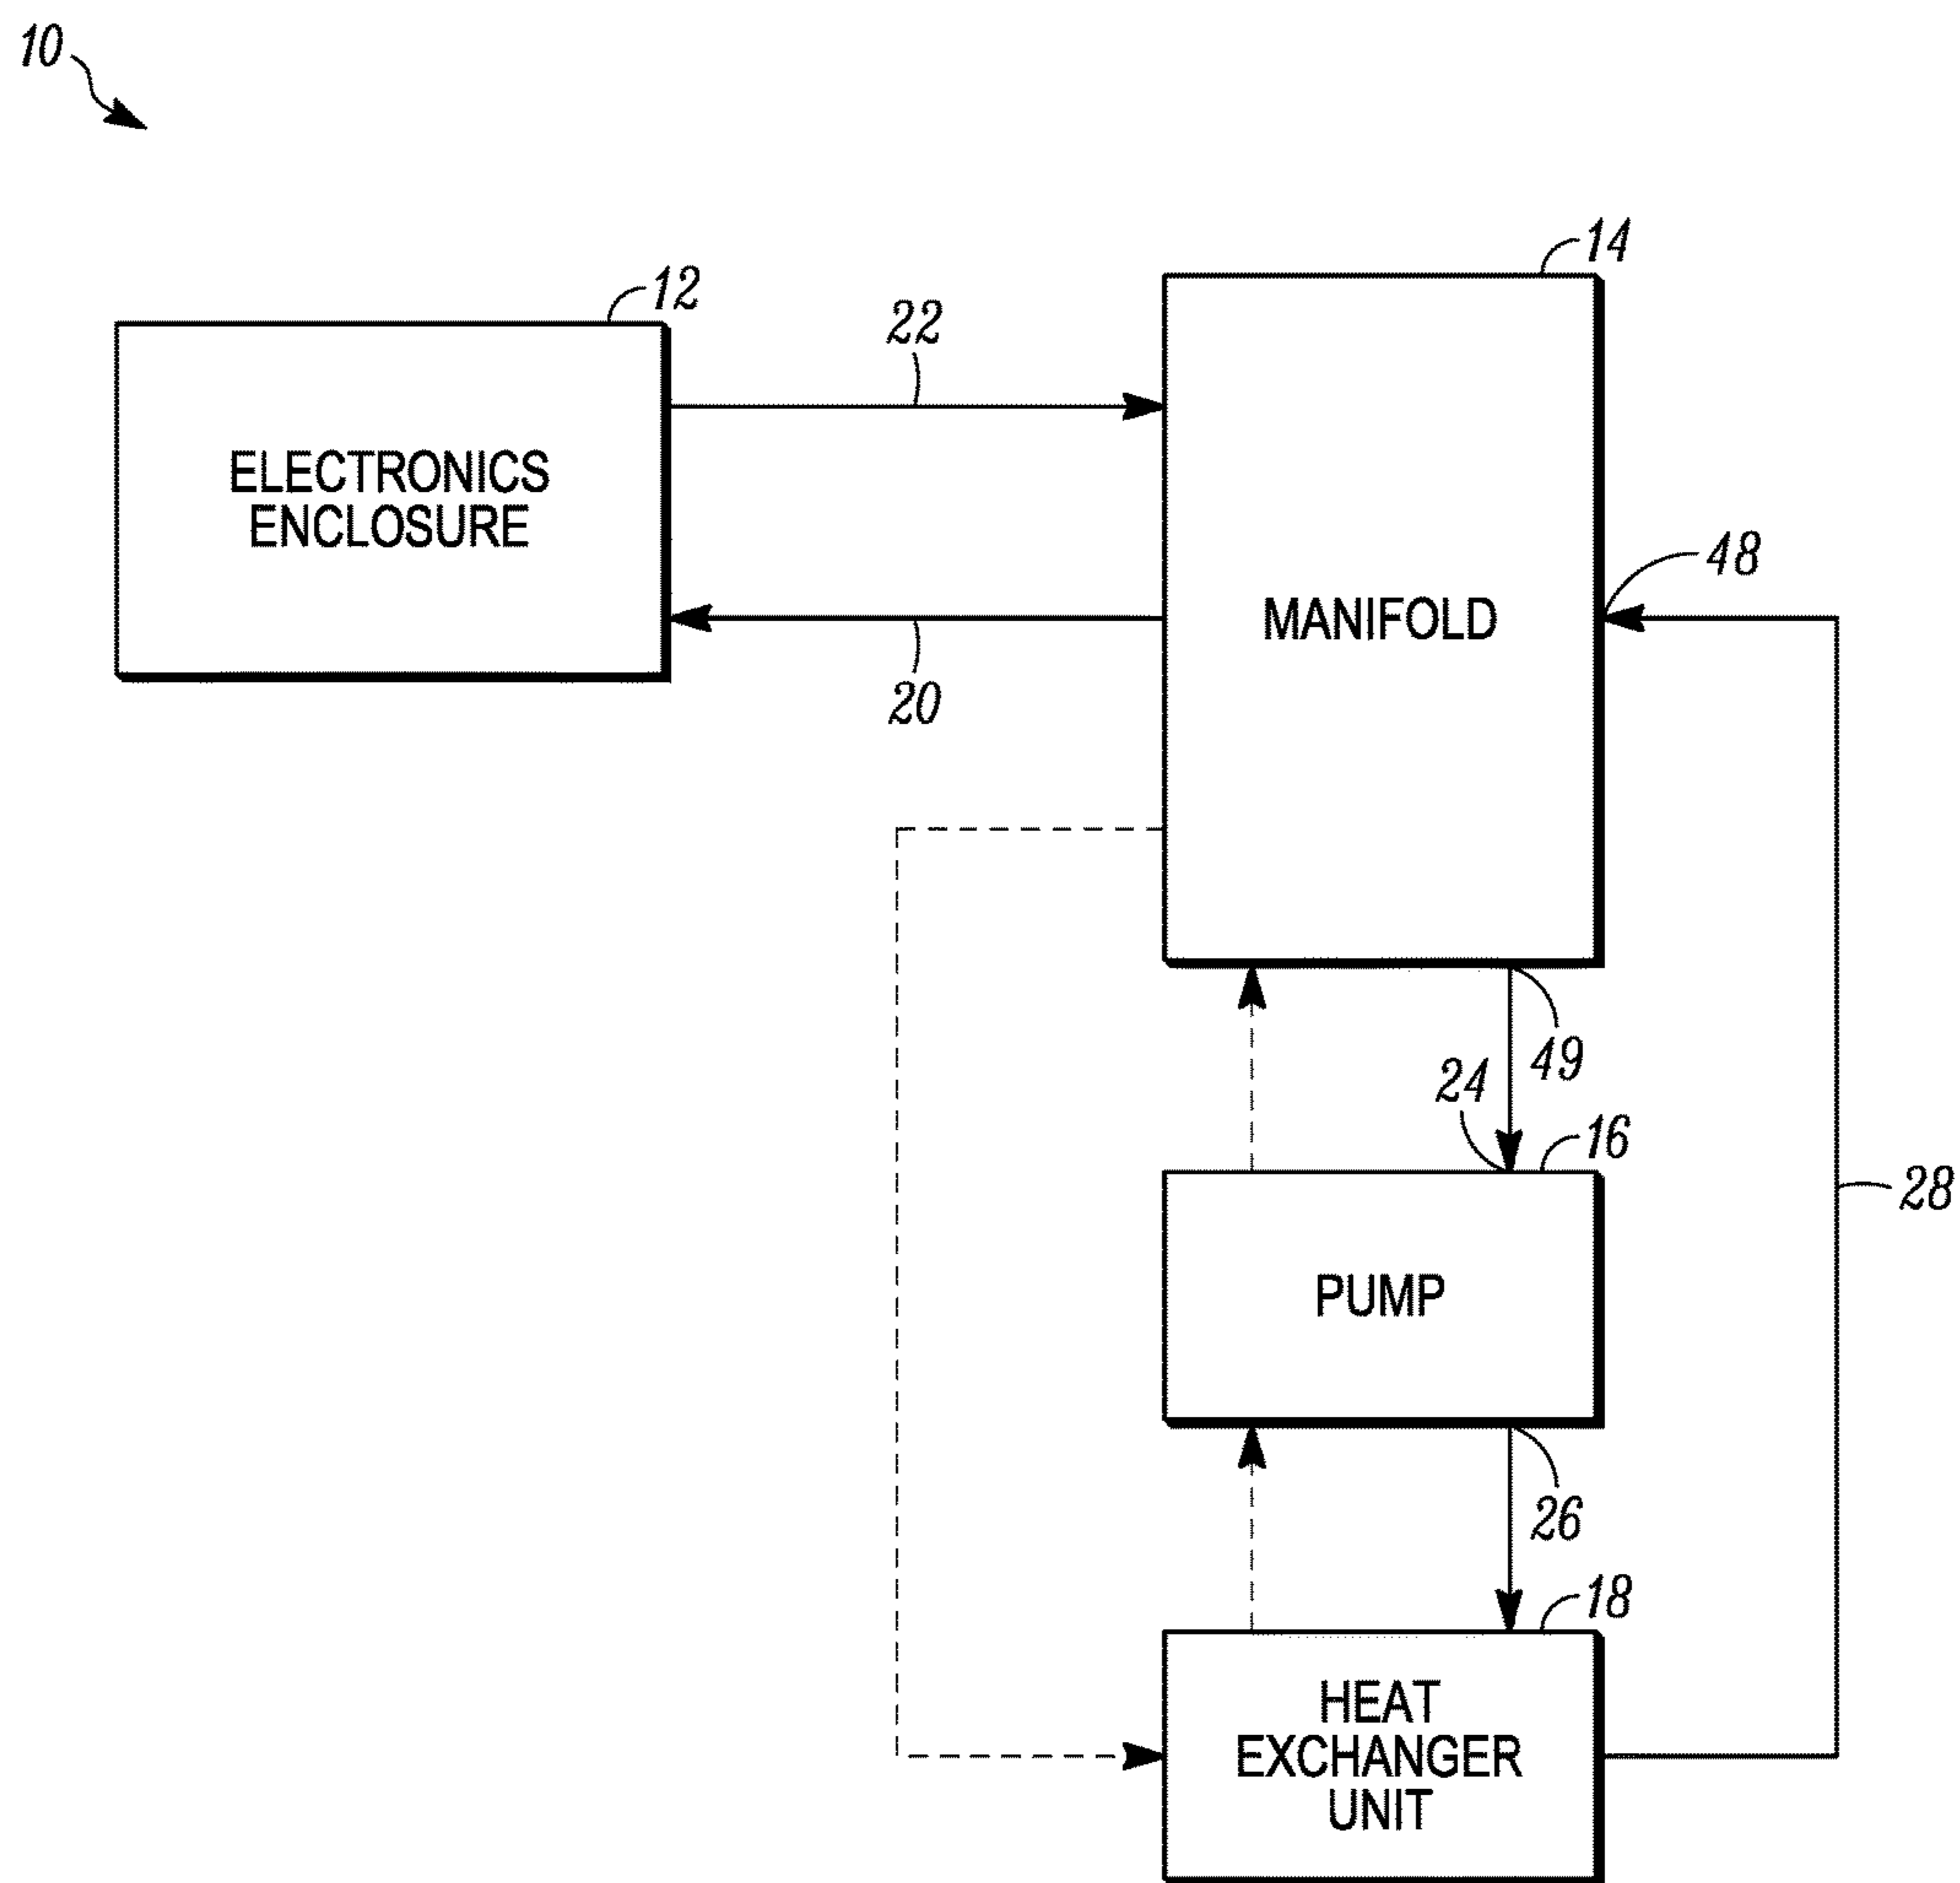 10
14
12
22
ELECTRONICS
ENCLOSURE
48
MANIFOLD
20
49
24
16
28
PUMP
26
18
HEAT
EXCHANGER
UNIT